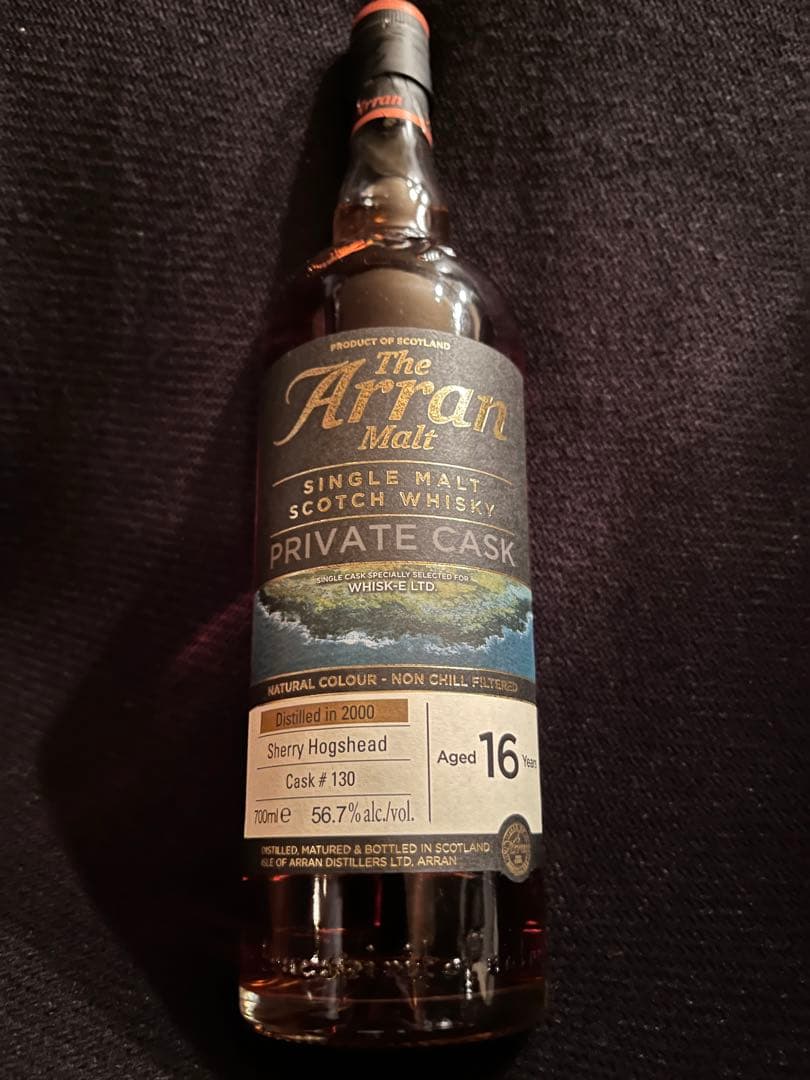 Arran
PRODUCT OF SCOTLAND
The
Arran
Malt
SINGLE MALT
SCOTCH WHISKY
PRIVATE CASK
SINGLE CASK SPECIALLY SELECTED FOR
WHISK-E LTD.
NATURAL COLOUR - NON CHILL FILTERED
Distilled in 2000
Sherry Hogshead
Cask # 130
700ml e 56.7% alc./vol.
Aged 16 Years
DISTILLED, MATURED & BOTTLED IN SCOTLAND
ISLE OF ARRAN DISTILLERS LTD, ARRAN
Arran